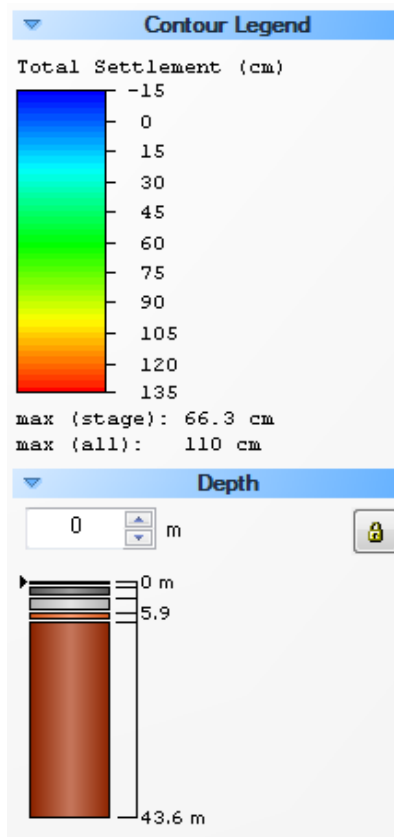 Contour Legend
Total Settlement (cm)
-15
0
15
30
45
60
75
90
105
120
135
max (stage): 66.3 cm
max (all): 110 cm
Depth
0 m
0 m
5.9
43.6 m